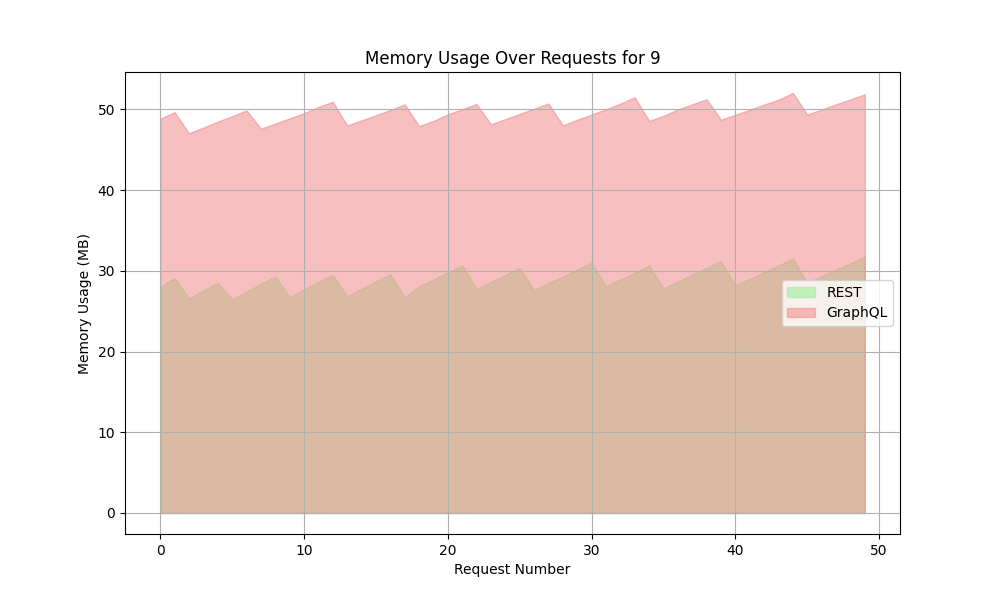 Memory Usage Over Requests for 9
Memory Usage (MB)
50
40
30
20
10
0
REST
GraphQL
0 10 20 30 40 50
Request Number